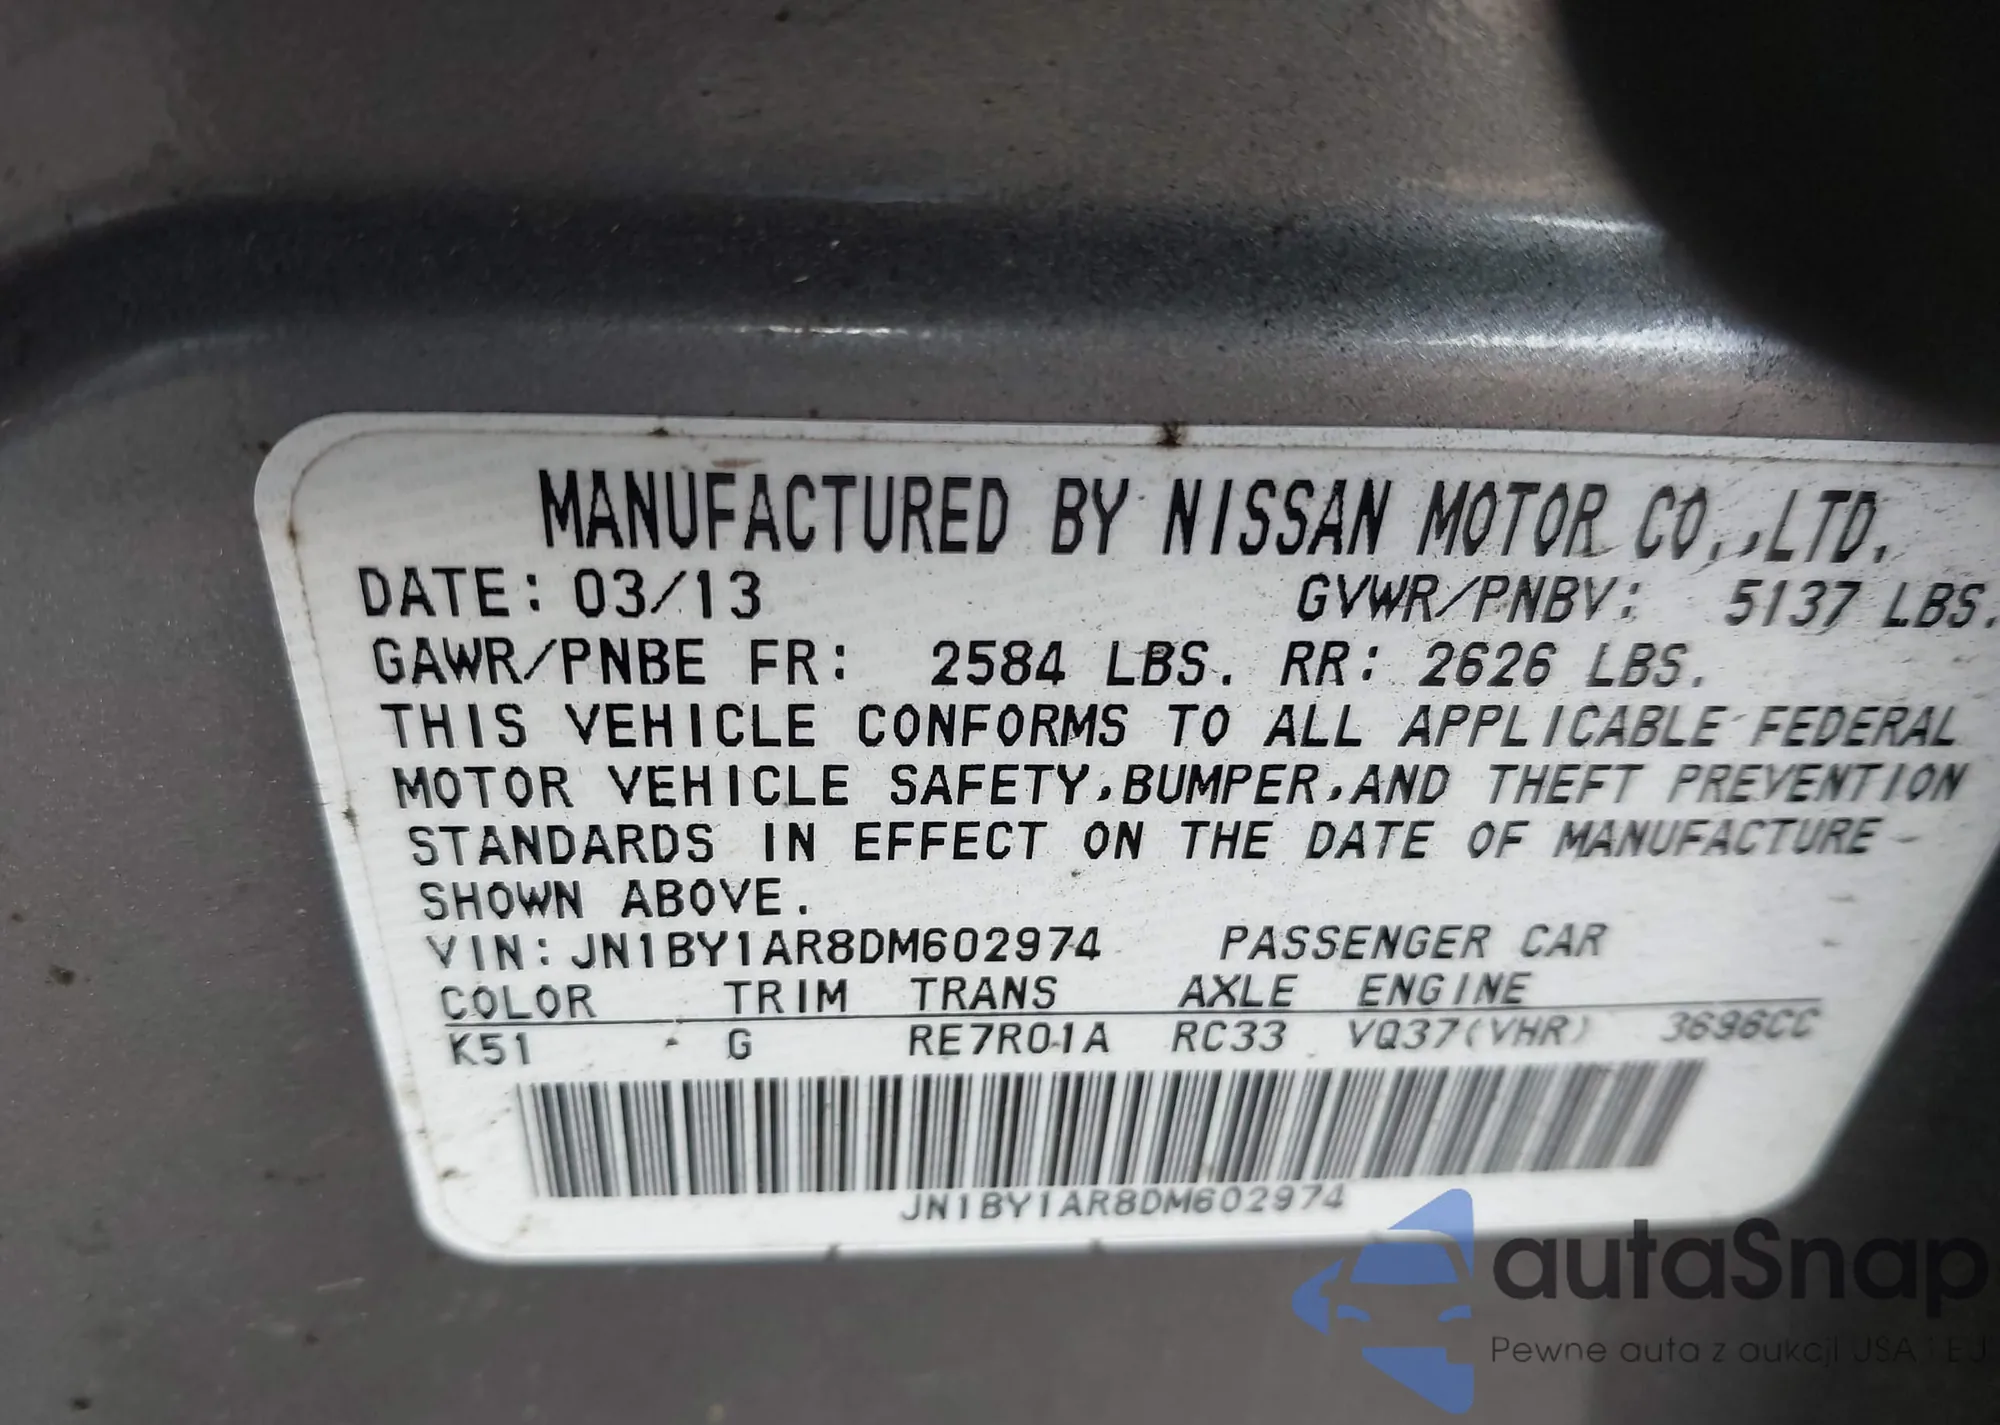 MANUFACTURED BY NISSAN MOTOR CO.,LTD.
DATE: 03/13 GVWR/PNBV: 5137 LBS.
GAWR/PNBE FR: 2584 LBS. RR: 2626 LBS.
THIS VEHICLE CONFORMS TO ALL APPLICABLE FEDERAL
MOTOR VEHICLE SAFETY,BUMPER,AND THEFT PREVENTION
STANDARDS IN EFFECT ON THE DATE OF MANUFACTURE
SHOWN ABOVE.
VIN: JN1BY1AR8DM602974 PASSENGER CAR
COLOR TRIM TRANS AXLE ENGINE
K51 G RE7R01A RC33 VQ37(VHR) 3696CC
JN1BY1AR8DM602974
autaSnap
Pewne auta z aukcji USA i EU